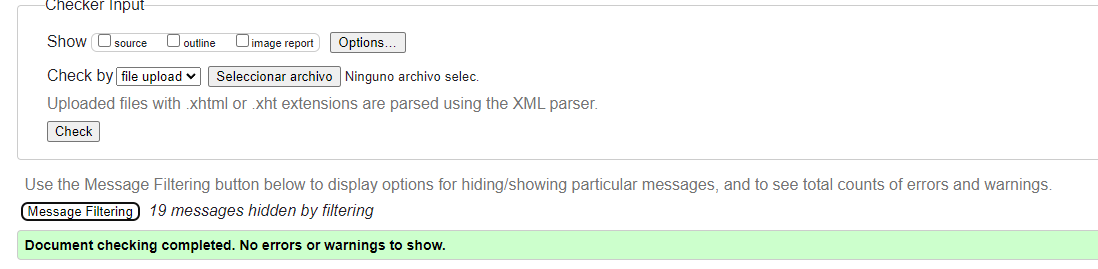 Checker Input
Show source outline image report Options...
Check by file upload Seleccionar archivo Ninguno archivo selec.
Uploaded files with .xhtml or .xht extensions are parsed using the XML parser.
Check
Use the Message Filtering button below to display options for hiding/showing particular messages, and to see total counts of errors and warnings.
Message Filtering 19 messages hidden by filtering
Document checking completed. No errors or warnings to show.